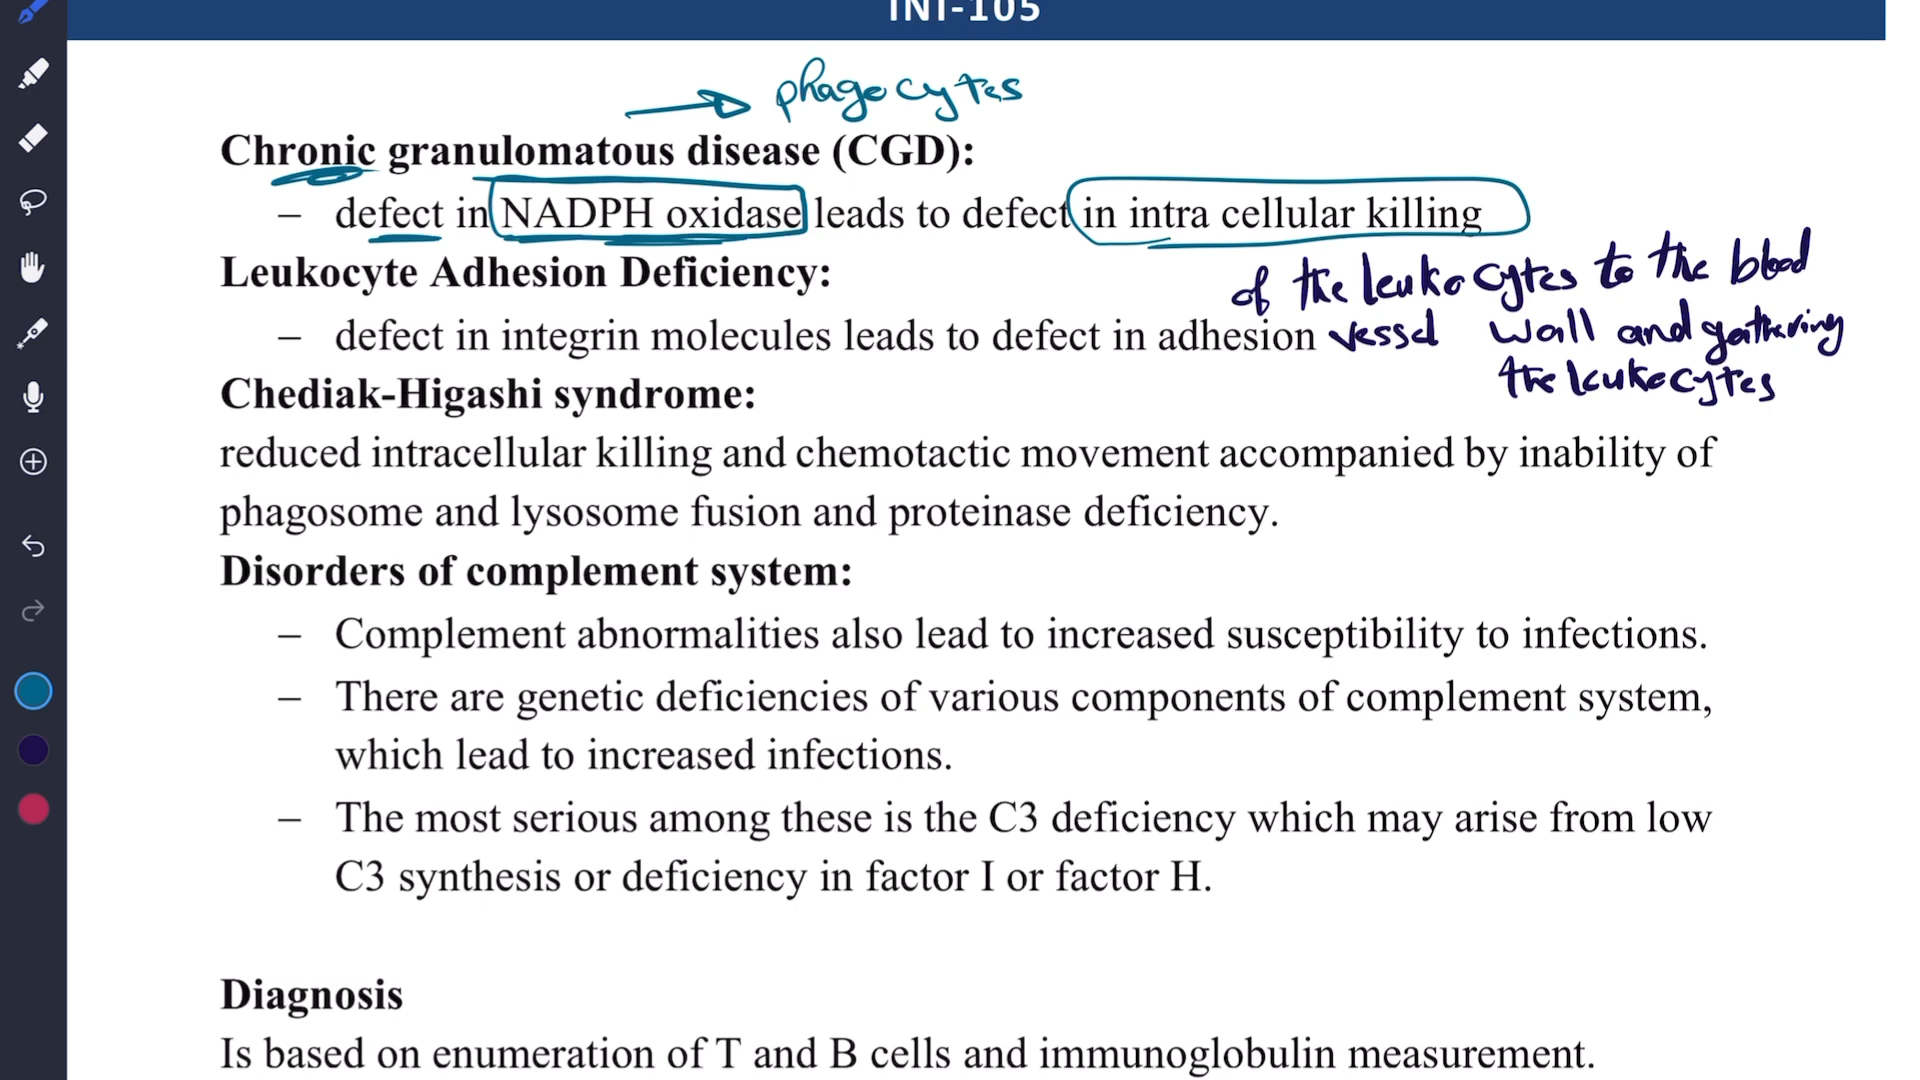 INI-105
phagocytes
Chronic granulomatous disease (CGD):
– defect in NADPH oxidase leads to defect in intra cellular killing
Leukocyte Adhesion Deficiency:
of the leukocytes to the blood
– defect in integrin molecules leads to defect in adhesion vessel wall and gathering
the leukocytes
Chediak-Higashi syndrome:
reduced intracellular killing and chemotactic movement accompanied by inability of
phagosome and lysosome fusion and proteinase deficiency.
Disorders of complement system:
– Complement abnormalities also lead to increased susceptibility to infections.
– There are genetic deficiencies of various components of complement system,
which lead to increased infections.
– The most serious among these is the C3 deficiency which may arise from low
C3 synthesis or deficiency in factor I or factor H.
Diagnosis
Is based on enumeration of T and B cells and immunoglobulin measurement.